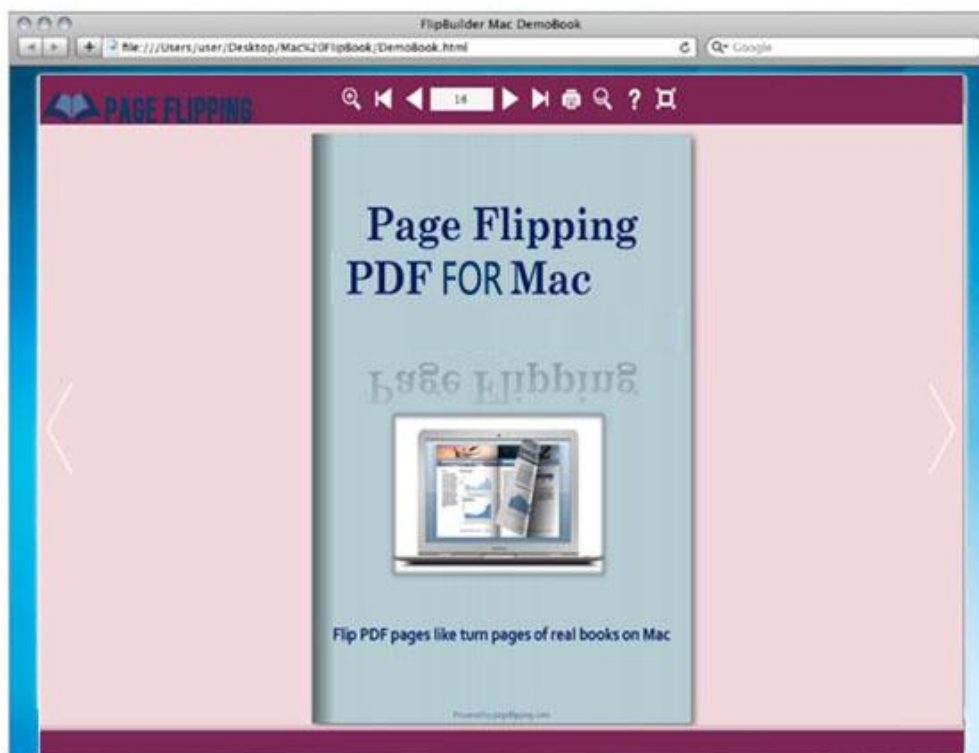 FlipBuilder Mac DemoBook
file:///Users/user/Desktop/Mac%20FlipBook/DemoBook.html
Google
PAGE FLIPPING
16
?
Page Flipping
PDF FOR Mac
Page Flipping
Flip PDF pages like turn pages of real books on Mac